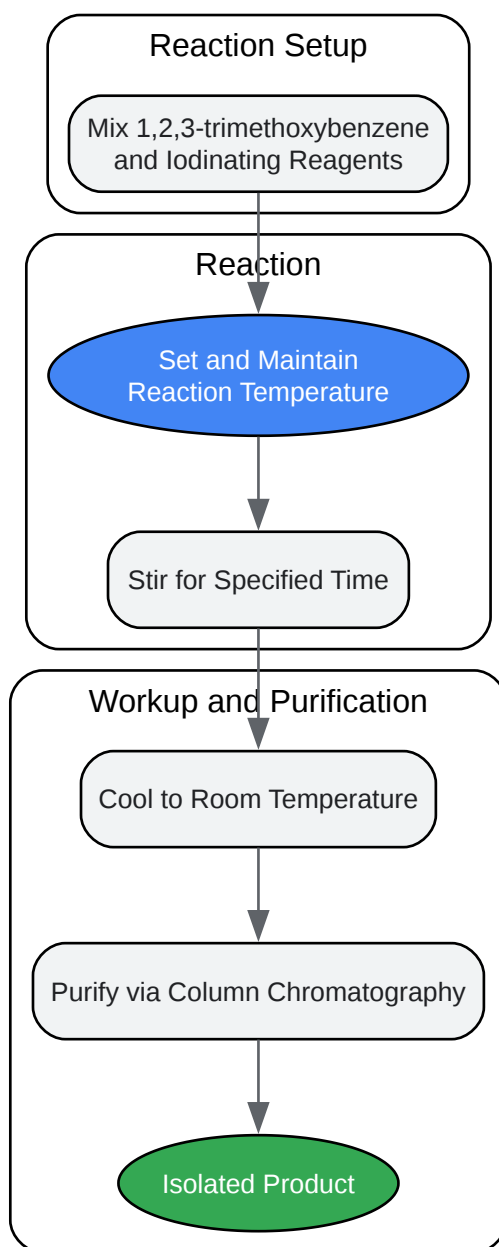 Reaction Setup
Mix 1,2,3-trimethoxybenzene
and Iodinating Reagents
Reaction
Set and Maintain
Reaction Temperature
Stir for Specified Time
Workup and Purification
Cool to Room Temperature
Purify via Column Chromatography
Isolated Product